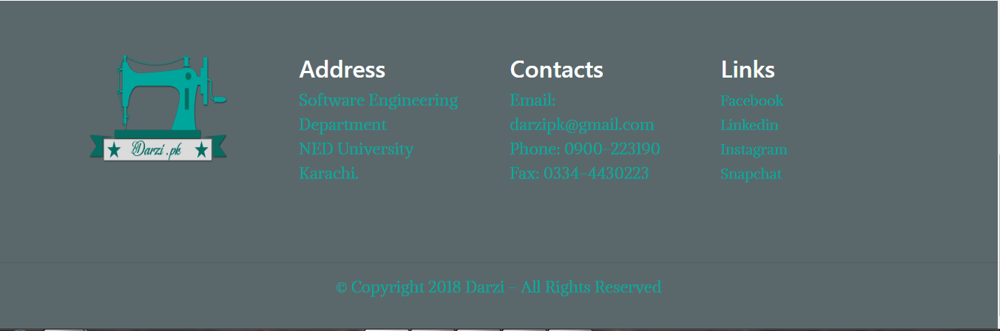 Darzi .pk
Address
Software Engineering
Department
NED University
Karachi.
Contacts
Email:
darzipk@gmail.com
Phone: 0900-223190
Fax: 0334-4430223
Links
Facebook
Linkedin
Instagram
Snapchat
© Copyright 2018 Darzi - All Rights Reserved